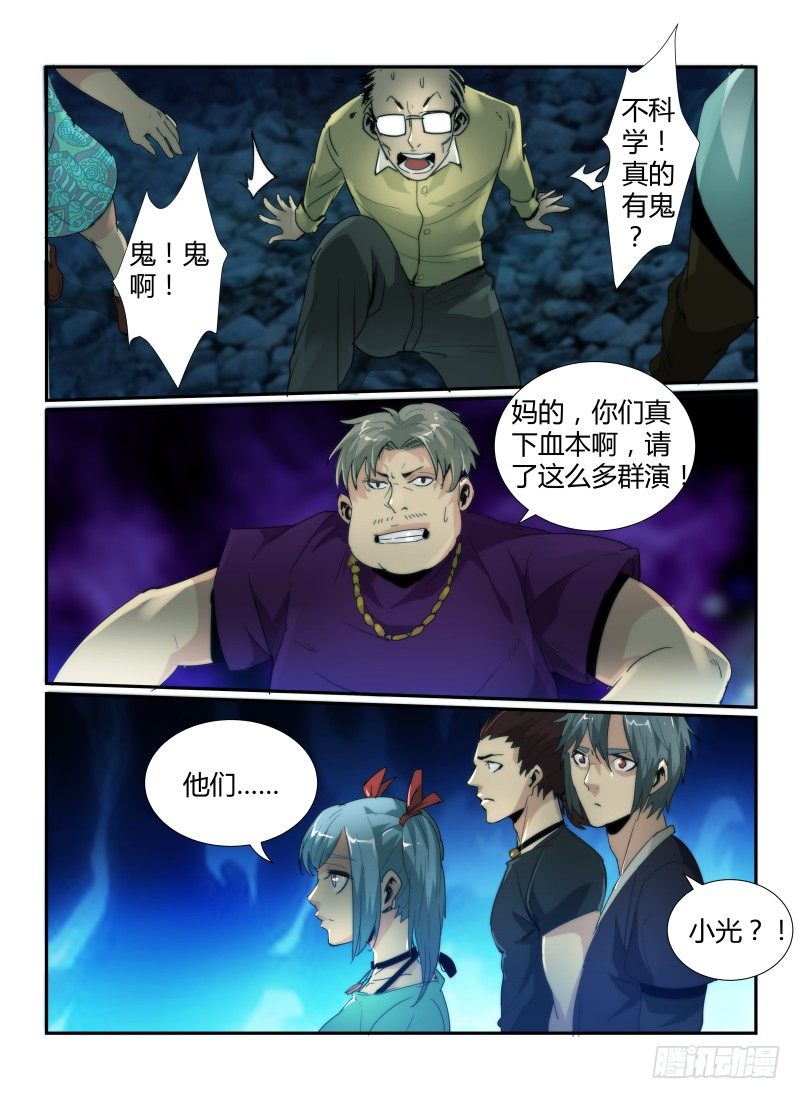 鬼！鬼
啊！
不科
学！
真的
有鬼
？
妈的，你们真
下血本啊，请
了这么多群演！
他们……
小光？！
腾讯动漫